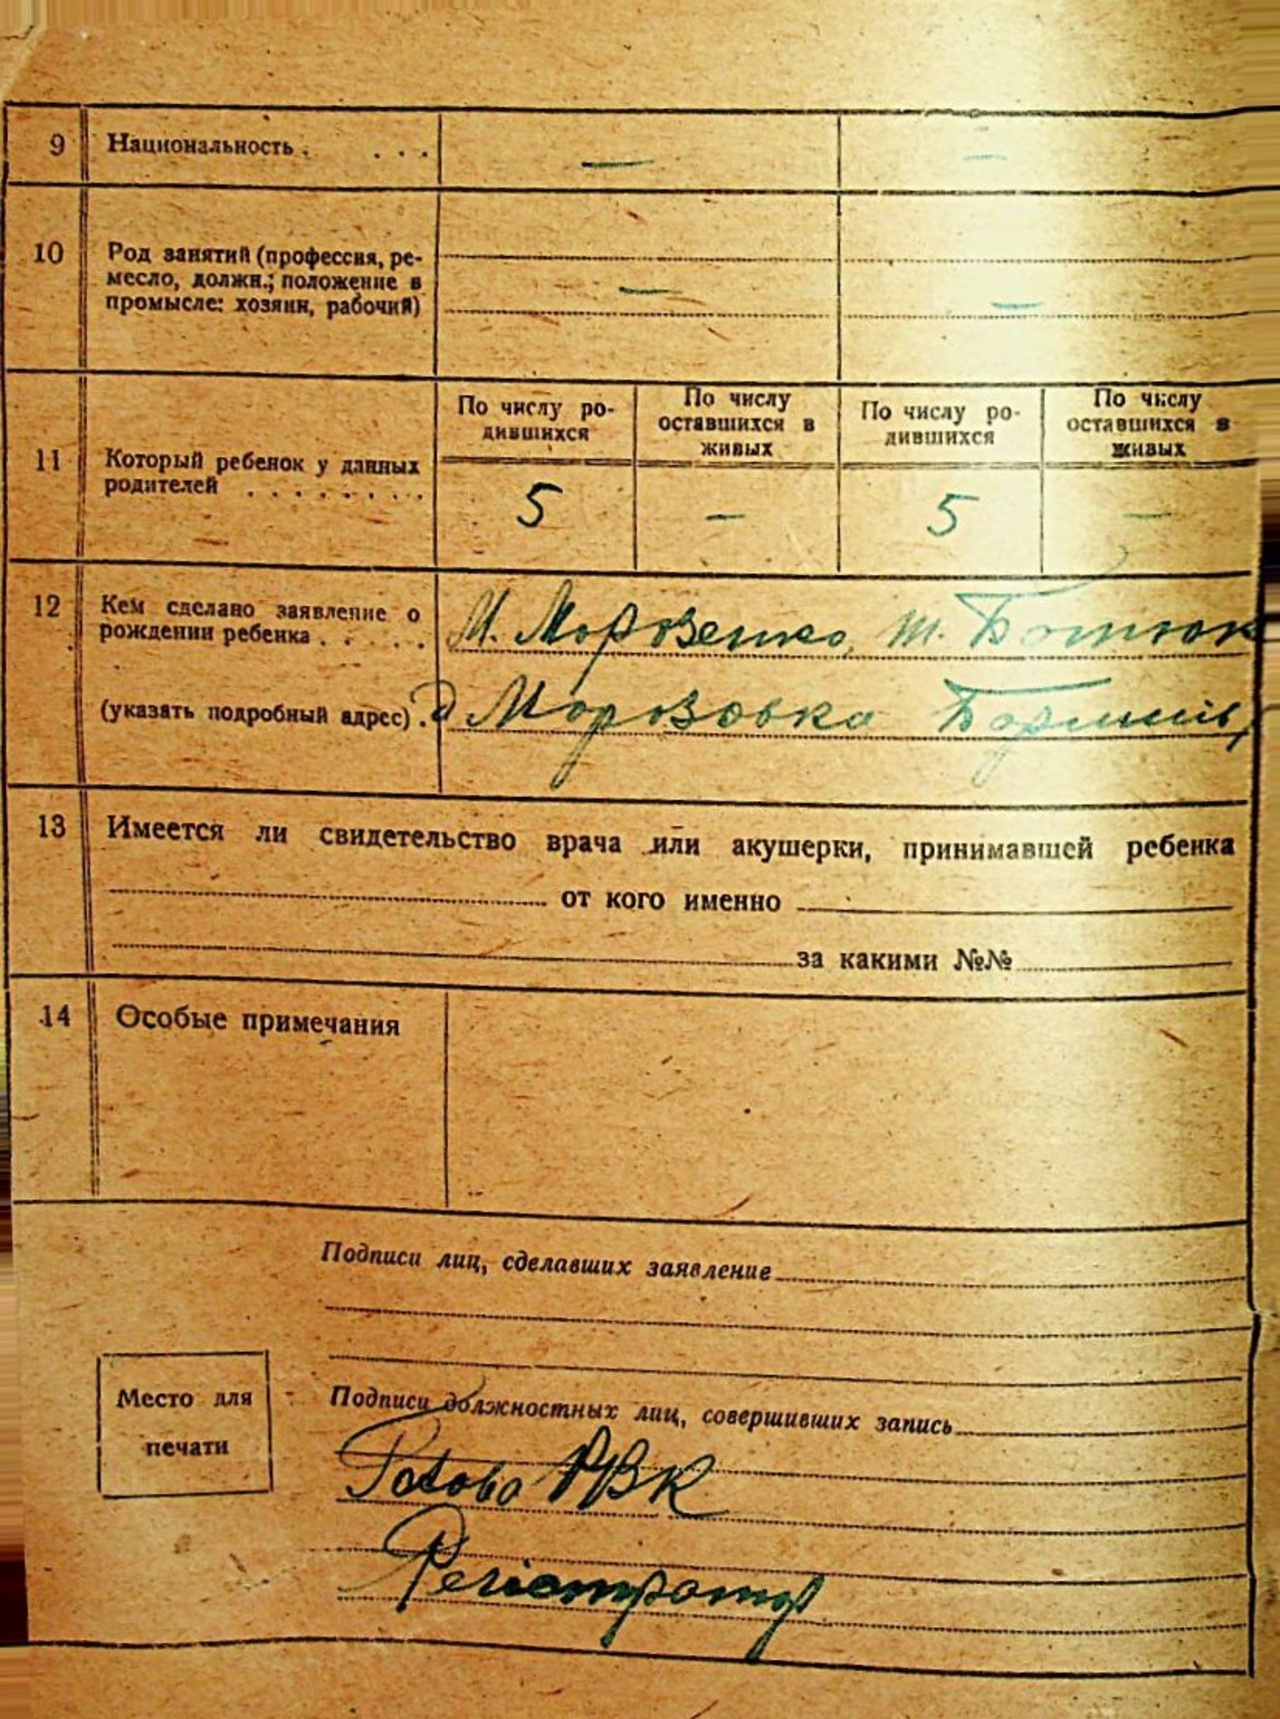 9 Национальность . . . . — —
10 Род занятий (профессия, ре-
месло, должн.; положение в
промысле: хозяин, рабочий) — —
11 Который ребенок у данных
родителей . . . . . . . .
По числу ро-
дившихся
По числу
оставшихся в
живых
По числу ро-
дившихся
По числу
оставшихся в
живых
5 — 5 —
12 Кем сделано заявление о
рождении ребенка . . . . .
М. Морозенко,
(указать подробный адрес) .
д Морозовка
13 Имеется ли свидетельство врача или акушерки, принимавшей ребенка
от кого именно
за какими №№
14 Особые примечания
Подписи лиц, сделавших заявление
Место для
печати
Подписи должностных лиц, совершивших запись
Голова РВК
Регістратор